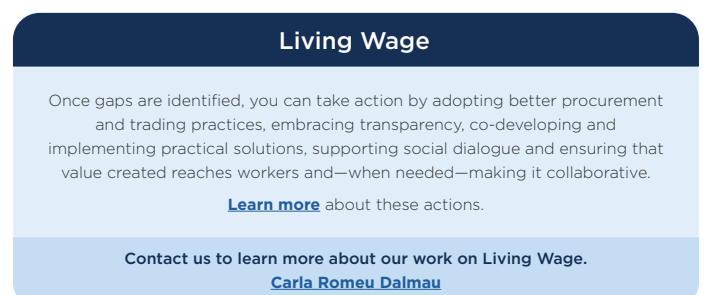 Living Wage
Once gaps are identified, you can take action by adopting better procurement
and trading practices, embracing transparency, co-developing and
implementing practical solutions, supporting social dialogue and ensuring that
value created reaches workers and—when needed—making it collaborative.
Learn more about these actions.
Contact us to learn more about our work on Living Wage.
Carla Romeu Dalmau